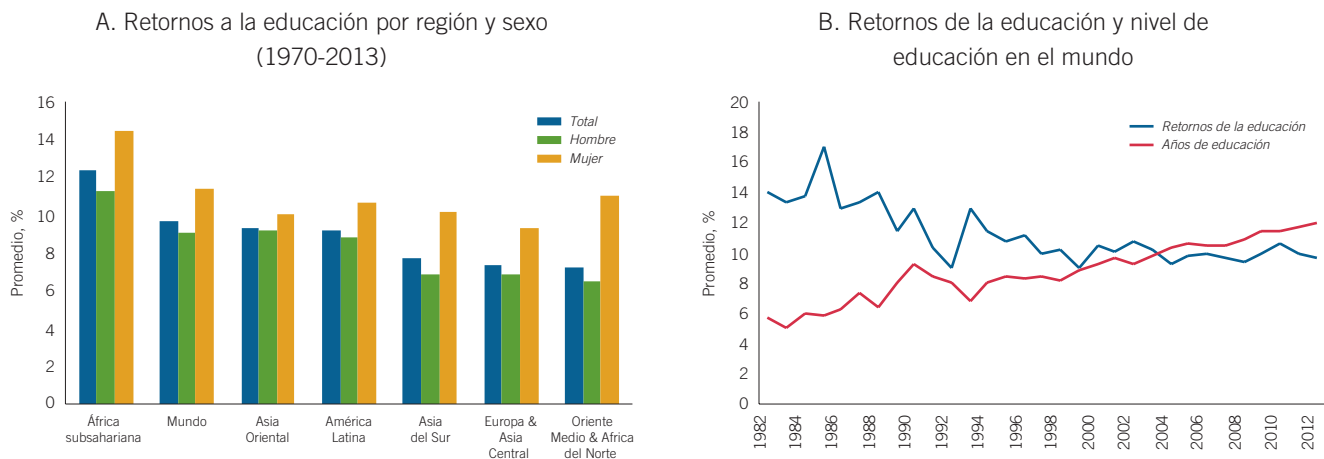 A. Retornos a la educación por región y sexo
(1970-2013)
16
14
12
10
8
6
4
2
0
Promedio, %
Total
Hombre
Mujer
África
subsahariana
Mundo
Asia
Oriental
América
Latina
Asia
del Sur
Europa &
Asia
Central
Oriente
Medio & Africa
del Norte
B. Retornos de la educación y nivel de
educación en el mundo
20
18
16
14
12
10
8
6
4
2
0
Promedio, %
Retornos de la educación
Años de educación
1982
1984
1986
1988
1990
1992
1994
1996
1998
2000
2002
2004
2006
2008
2010
2012